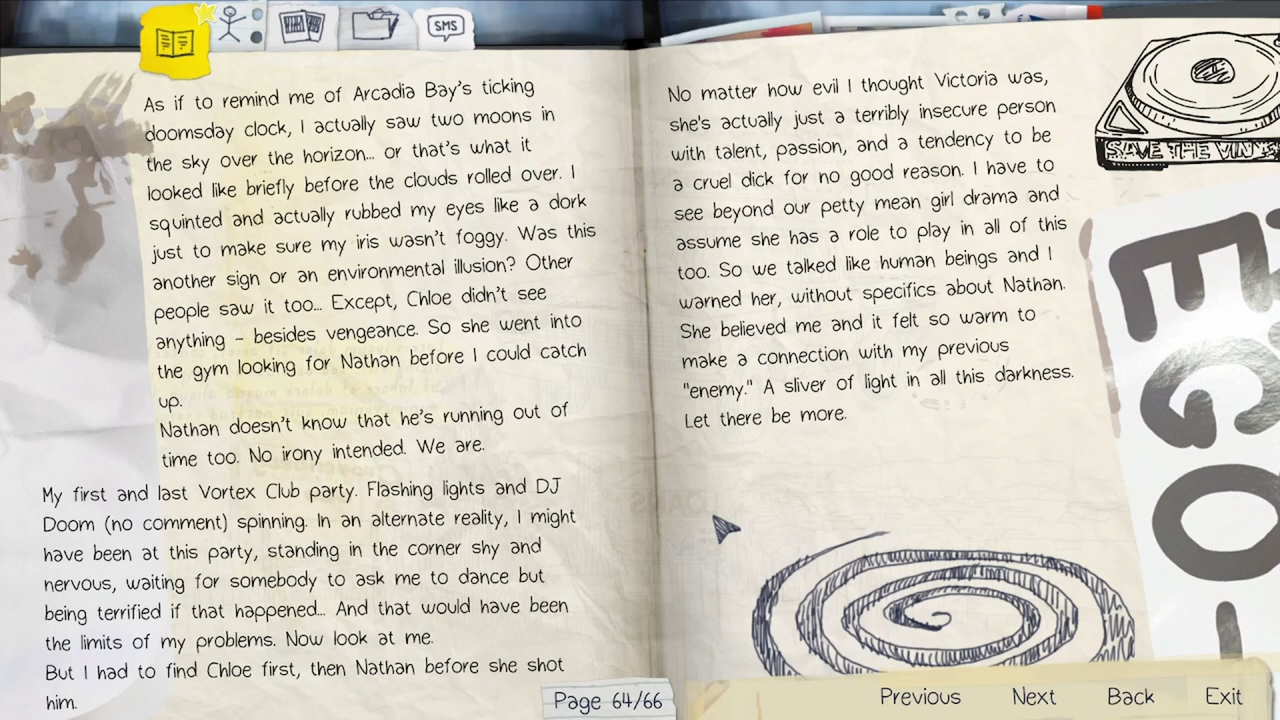 SMS
As if to remind me of Arcadia Bay's ticking
doomsday clock, I actually saw two moons in
the sky over the horizon... or that's what it
looked like briefly before the clouds rolled over. I
squinted and actually rubbed my eyes like a dork
just to make sure my iris wasn't foggy. Was this
another sign or an environmental illusion? Other
people saw it too... Except, Chloe didn't see
anything - besides vengeance. So she went into
the gym looking for Nathan before I could catch
up.
Nathan doesn't know that he's running out of
time too. No irony intended. We are.
My first and last Vortex Club party. Flashing lights and DJ
Doom (no comment) spinning. In an alternate reality, I might
have been at this party, standing in the corner shy and
nervous, waiting for somebody to ask me to dance but
being terrified if that happened... And that would have been
the limits of my problems. Now look at me.
But I had to find Chloe first, then Nathan before she shot
him.
No matter how evil I thought Victoria was,
she's actually just a terribly insecure person
with talent, passion, and a tendency to be
a cruel dick for no good reason. I have to
see beyond our petty mean girl drama and
assume she has a role to play in all of this
too. So we talked like human beings and I
warned her, without specifics about Nathan.
She believed me and it felt so warm to
make a connection with my previous
"enemy." A sliver of light in all this darkness.
Let there be more.
SAVE THE VINYL
EGO-
Page 64/66
Previous Next Back Exit